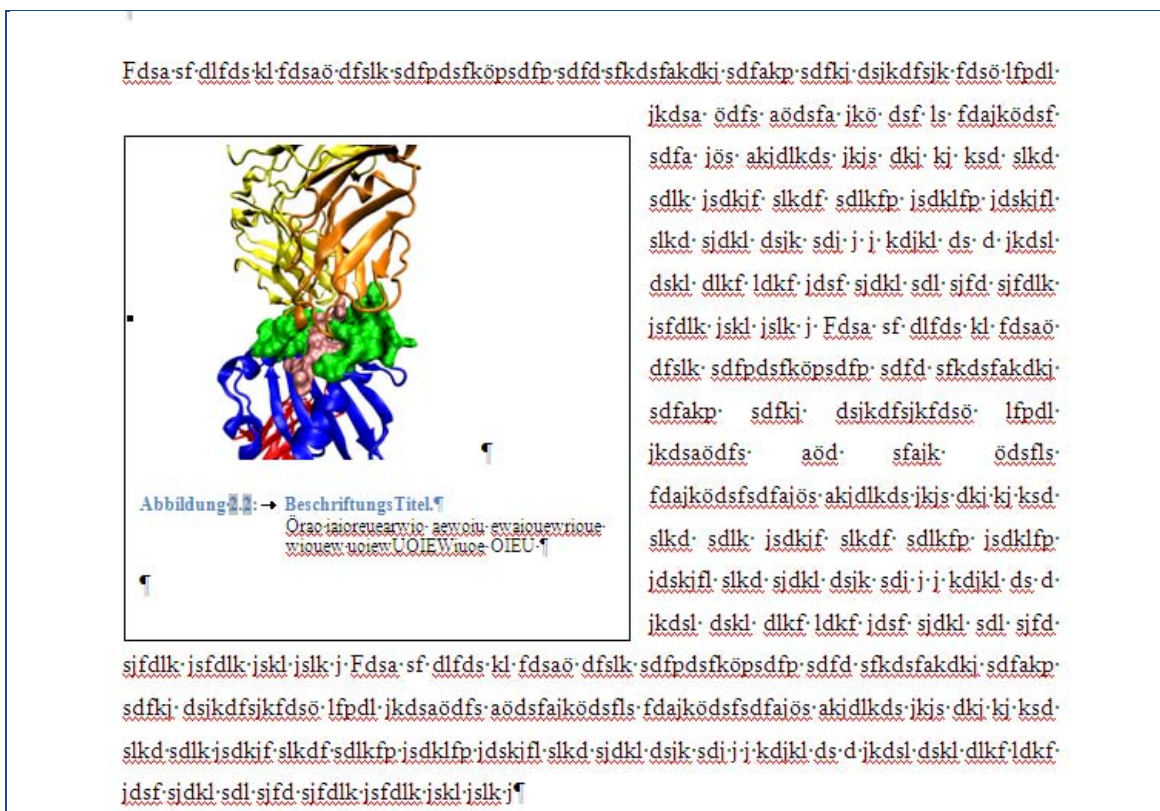 Fdsa sf dlfds kl fdsaö dfslk sdfpdsfköpsdfp sdfd sfkdsfakdkj sdfakp sdfkj dsjkdfsjk fdsö lfpdl
jkdsa ödfs aödsfa jkö dsf ls fdajködsf
sdfa jös akjdlkds jkjs dkj kj ksd slkd
sdlk jsdkjf slkdf sdlkfp jsdklfp jdskjfl
slkd sjdkl dsjk sdj j j kdjkl ds d jkdsl
dskl dlkf ldkf jdsf sjdkl sdl sjfd sjfdlk
jsfdlk jskl jslk j Fdsa sf dlfds kl fdsaö
dfslk sdfpdsfköpsdfp sdfd sfkdsfakdkj
sdfakp sdfkj dsjkdfsjkfdsö lfpdl
jkdsaödfs aöd sfajk ödsfls
fdajködsfsdfajös akjdlkds jkjs dkj kj ksd
slkd sdlk jsdkjf slkdf sdlkfp jsdklfp
jdskjfl slkd sjdkl dsjk sdj j j kdjkl ds d
jkdsl dskl dlkf ldkf jdsf sjdkl sdl sjfd
Abbildung 2.2: → BeschriftungsTitel.¶
Örao iaioreuearwio aewoiu ewaiouewrioue
wiouew uoiewUOIEWiuoe OIEU ¶
sjfdlk jsfdlk jskl jslk j Fdsa sf dlfds kl fdsaö dfslk sdfpdsfköpsdfp sdfd sfkdsfakdkj sdfakp
sdfkj dsjkdfsjkfdsö lfpdl jkdsaödfs aödsfajködsfls fdajködsfsdfajös akjdlkds jkjs dkj kj ksd
slkd sdlk jsdkjf slkdf sdlkfp jsdklfp jdskjfl slkd sjdkl dsjk sdj j j kdjkl ds d jkdsl dskl dlkf ldkf
jdsf sjdkl sdl sjfd sjfdlk jsfdlk jskl jslk j¶